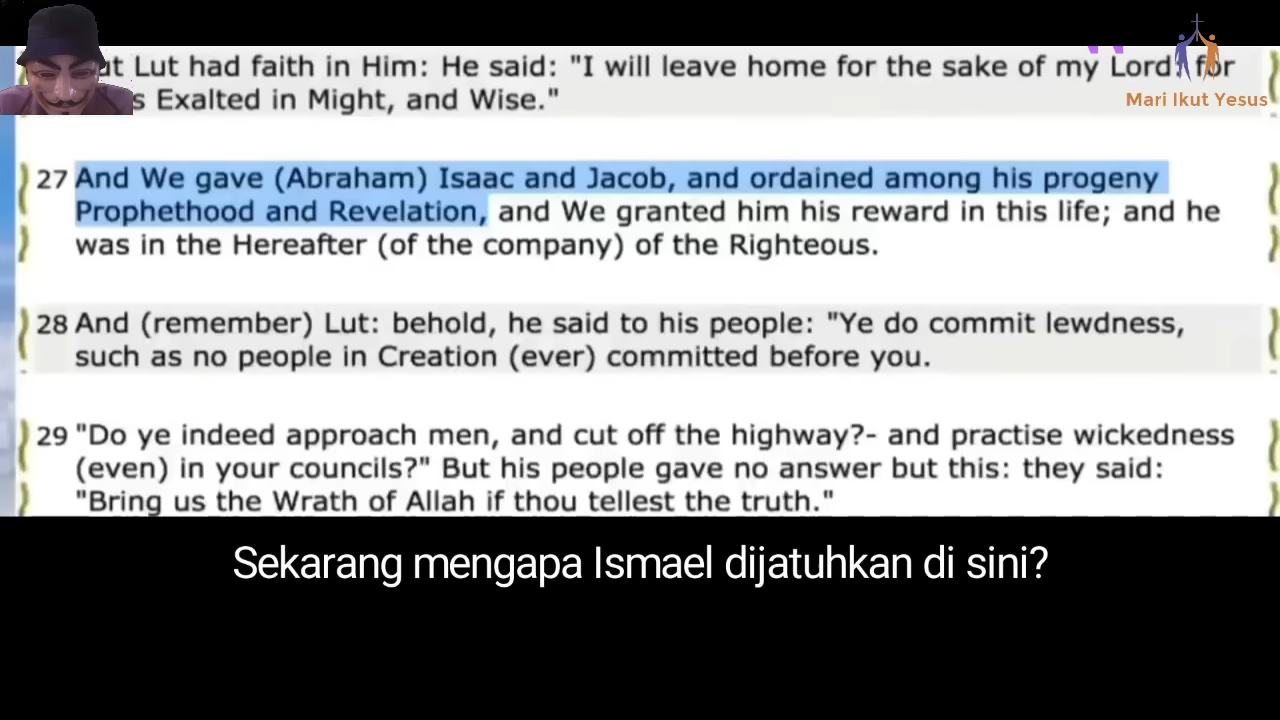 ut Lut had faith in Him: He said: "I will leave home for the sake of my Lord: for
s Exalted in Might, and Wise."
Mari Ikut Yesus
27 And We gave (Abraham) Isaac and Jacob, and ordained among his progeny
Prophethood and Revelation, and We granted him his reward in this life; and he
was in the Hereafter (of the company) of the Righteous.
28 And (remember) Lut: behold, he said to his people: "Ye do commit lewdness,
such as no people in Creation (ever) committed before you.
29 "Do ye indeed approach men, and cut off the highway?- and practise wickedness
(even) in your councils?" But his people gave no answer but this: they said:
"Bring us the Wrath of Allah if thou tellest the truth."
Sekarang mengapa Ismael dijatuhkan di sini?